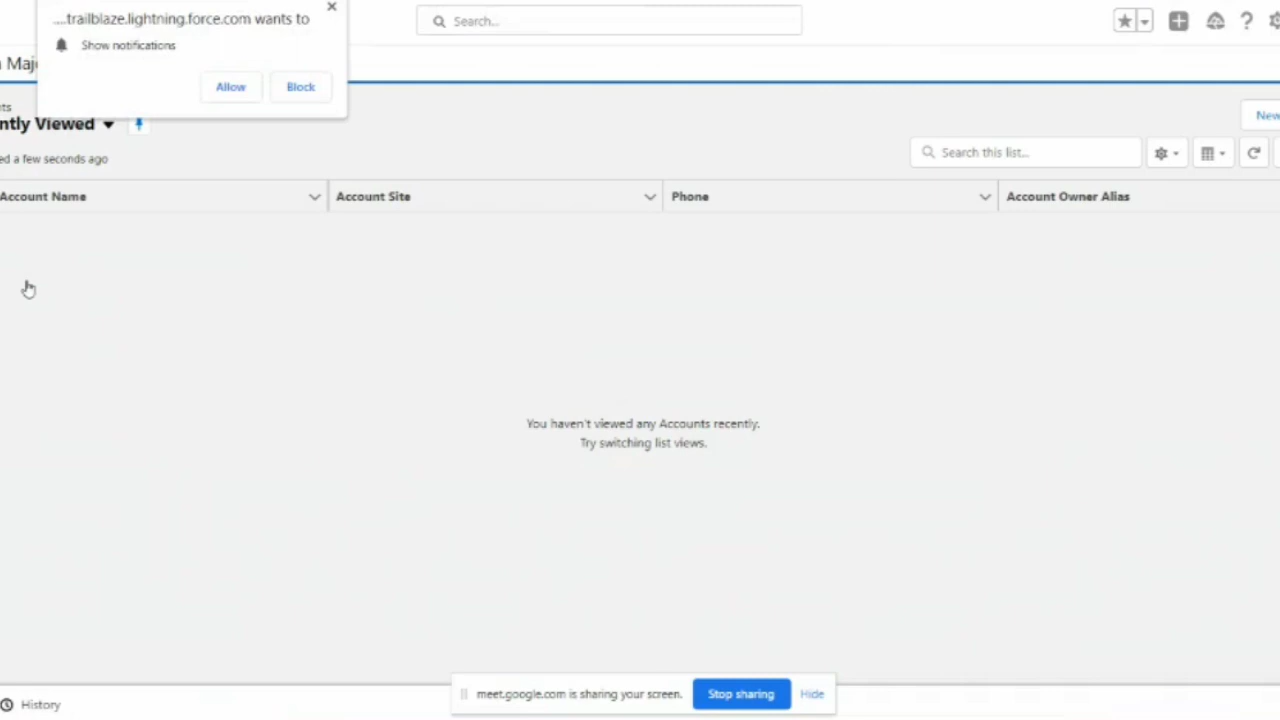 ....trailblaze.lightning.force.com wants to
Show notifications
Allow
Block
Search...
nts
ntly Viewed
New
ed a few seconds ago
Search this list...
Account Name
Account Site
Phone
Account Owner Alias
You haven't viewed any Accounts recently.
Try switching list views.
meet.google.com is sharing your screen.
Stop sharing
Hide
History